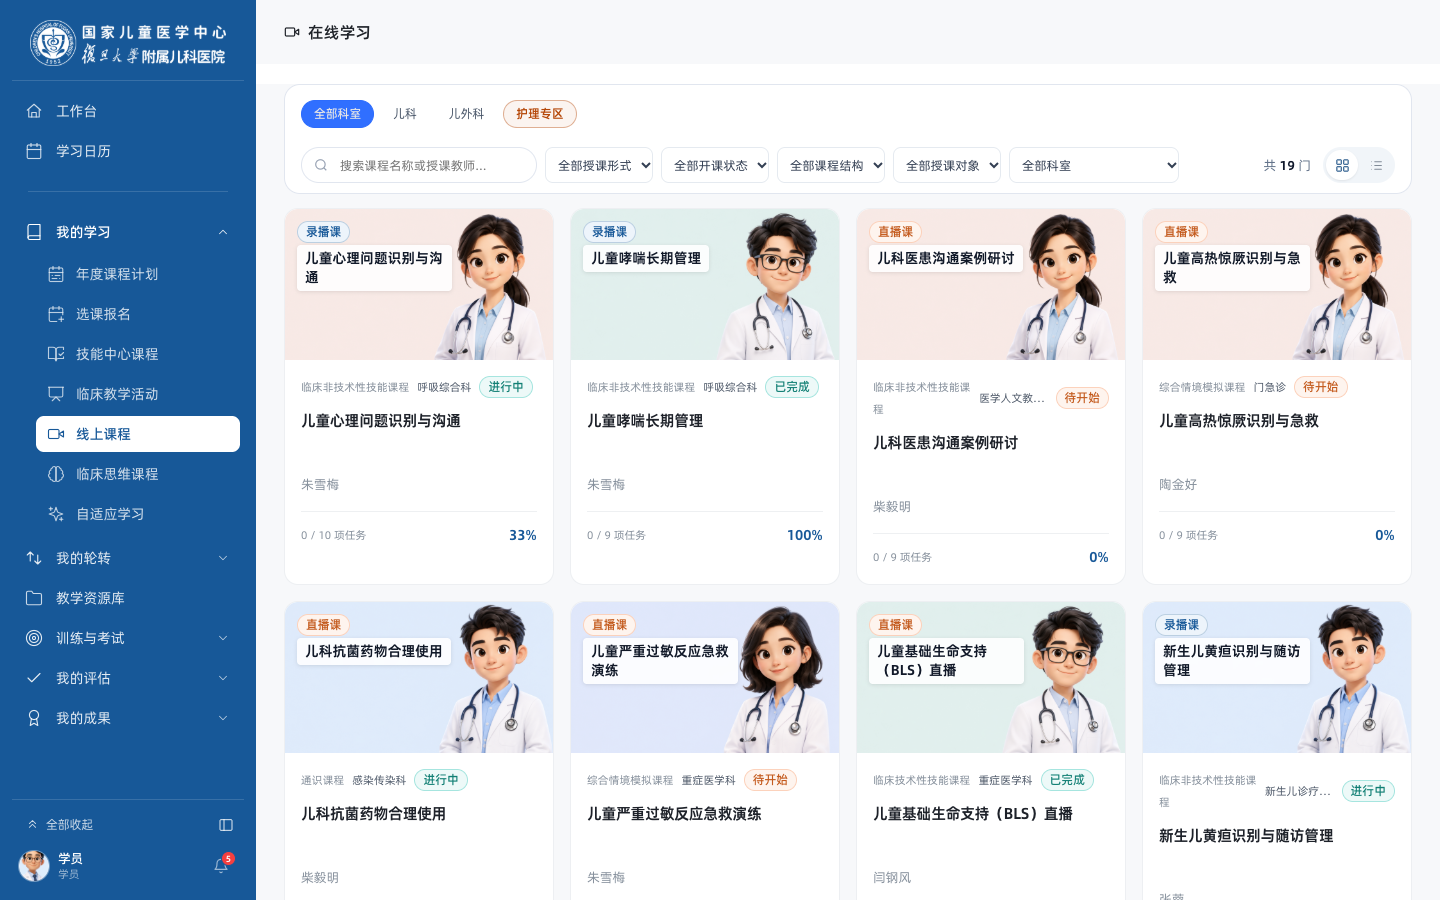 国家儿童医学中心
復旦大学附属儿科医院
工作台
学习日历
我的学习
年度课程计划
选课报名
技能中心课程
临床教学活动
线上课程
临床思维课程
自适应学习
我的轮转
教学资源库
训练与考试
我的评估
我的成果
全部收起
学员
学员
5
在线学习
全部科室
儿科
儿外科
护理专区
搜索课程名称或授课教师...
全部授课形式
全部开课状态
全部课程结构
全部授课对象
全部科室
共 19 门
录播课
儿童心理问题识别与沟
通
临床非技术性技能课程 呼吸综合科 进行中
儿童心理问题识别与沟通
朱雪梅
0 / 10 项任务 33%
录播课
儿童哮喘长期管理
临床非技术性技能课程 呼吸综合科 已完成
儿童哮喘长期管理
朱雪梅
0 / 9 项任务 100%
直播课
儿科医患沟通案例研讨
临床非技术性技能课
程
医学人文教... 待开始
儿科医患沟通案例研讨
柴毅明
0 / 9 项任务 0%
直播课
儿童高热惊厥识别与急
救
综合情境模拟课程 门急诊 待开始
儿童高热惊厥识别与急救
陶金好
0 / 9 项任务 0%
直播课
儿科抗菌药物合理使用
通识课程 感染传染科 进行中
儿科抗菌药物合理使用
柴毅明
直播课
儿童严重过敏反应急救
演练
综合情境模拟课程 重症医学科 待开始
儿童严重过敏反应急救演练
朱雪梅
直播课
儿童基础生命支持
（BLS）直播
临床技术性技能课程 重症医学科 已完成
儿童基础生命支持（BLS）直播
闫钢风
录播课
新生儿黄疸识别与随访
管理
临床非技术性技能课
程
新生儿诊疗... 进行中
新生儿黄疸识别与随访管理